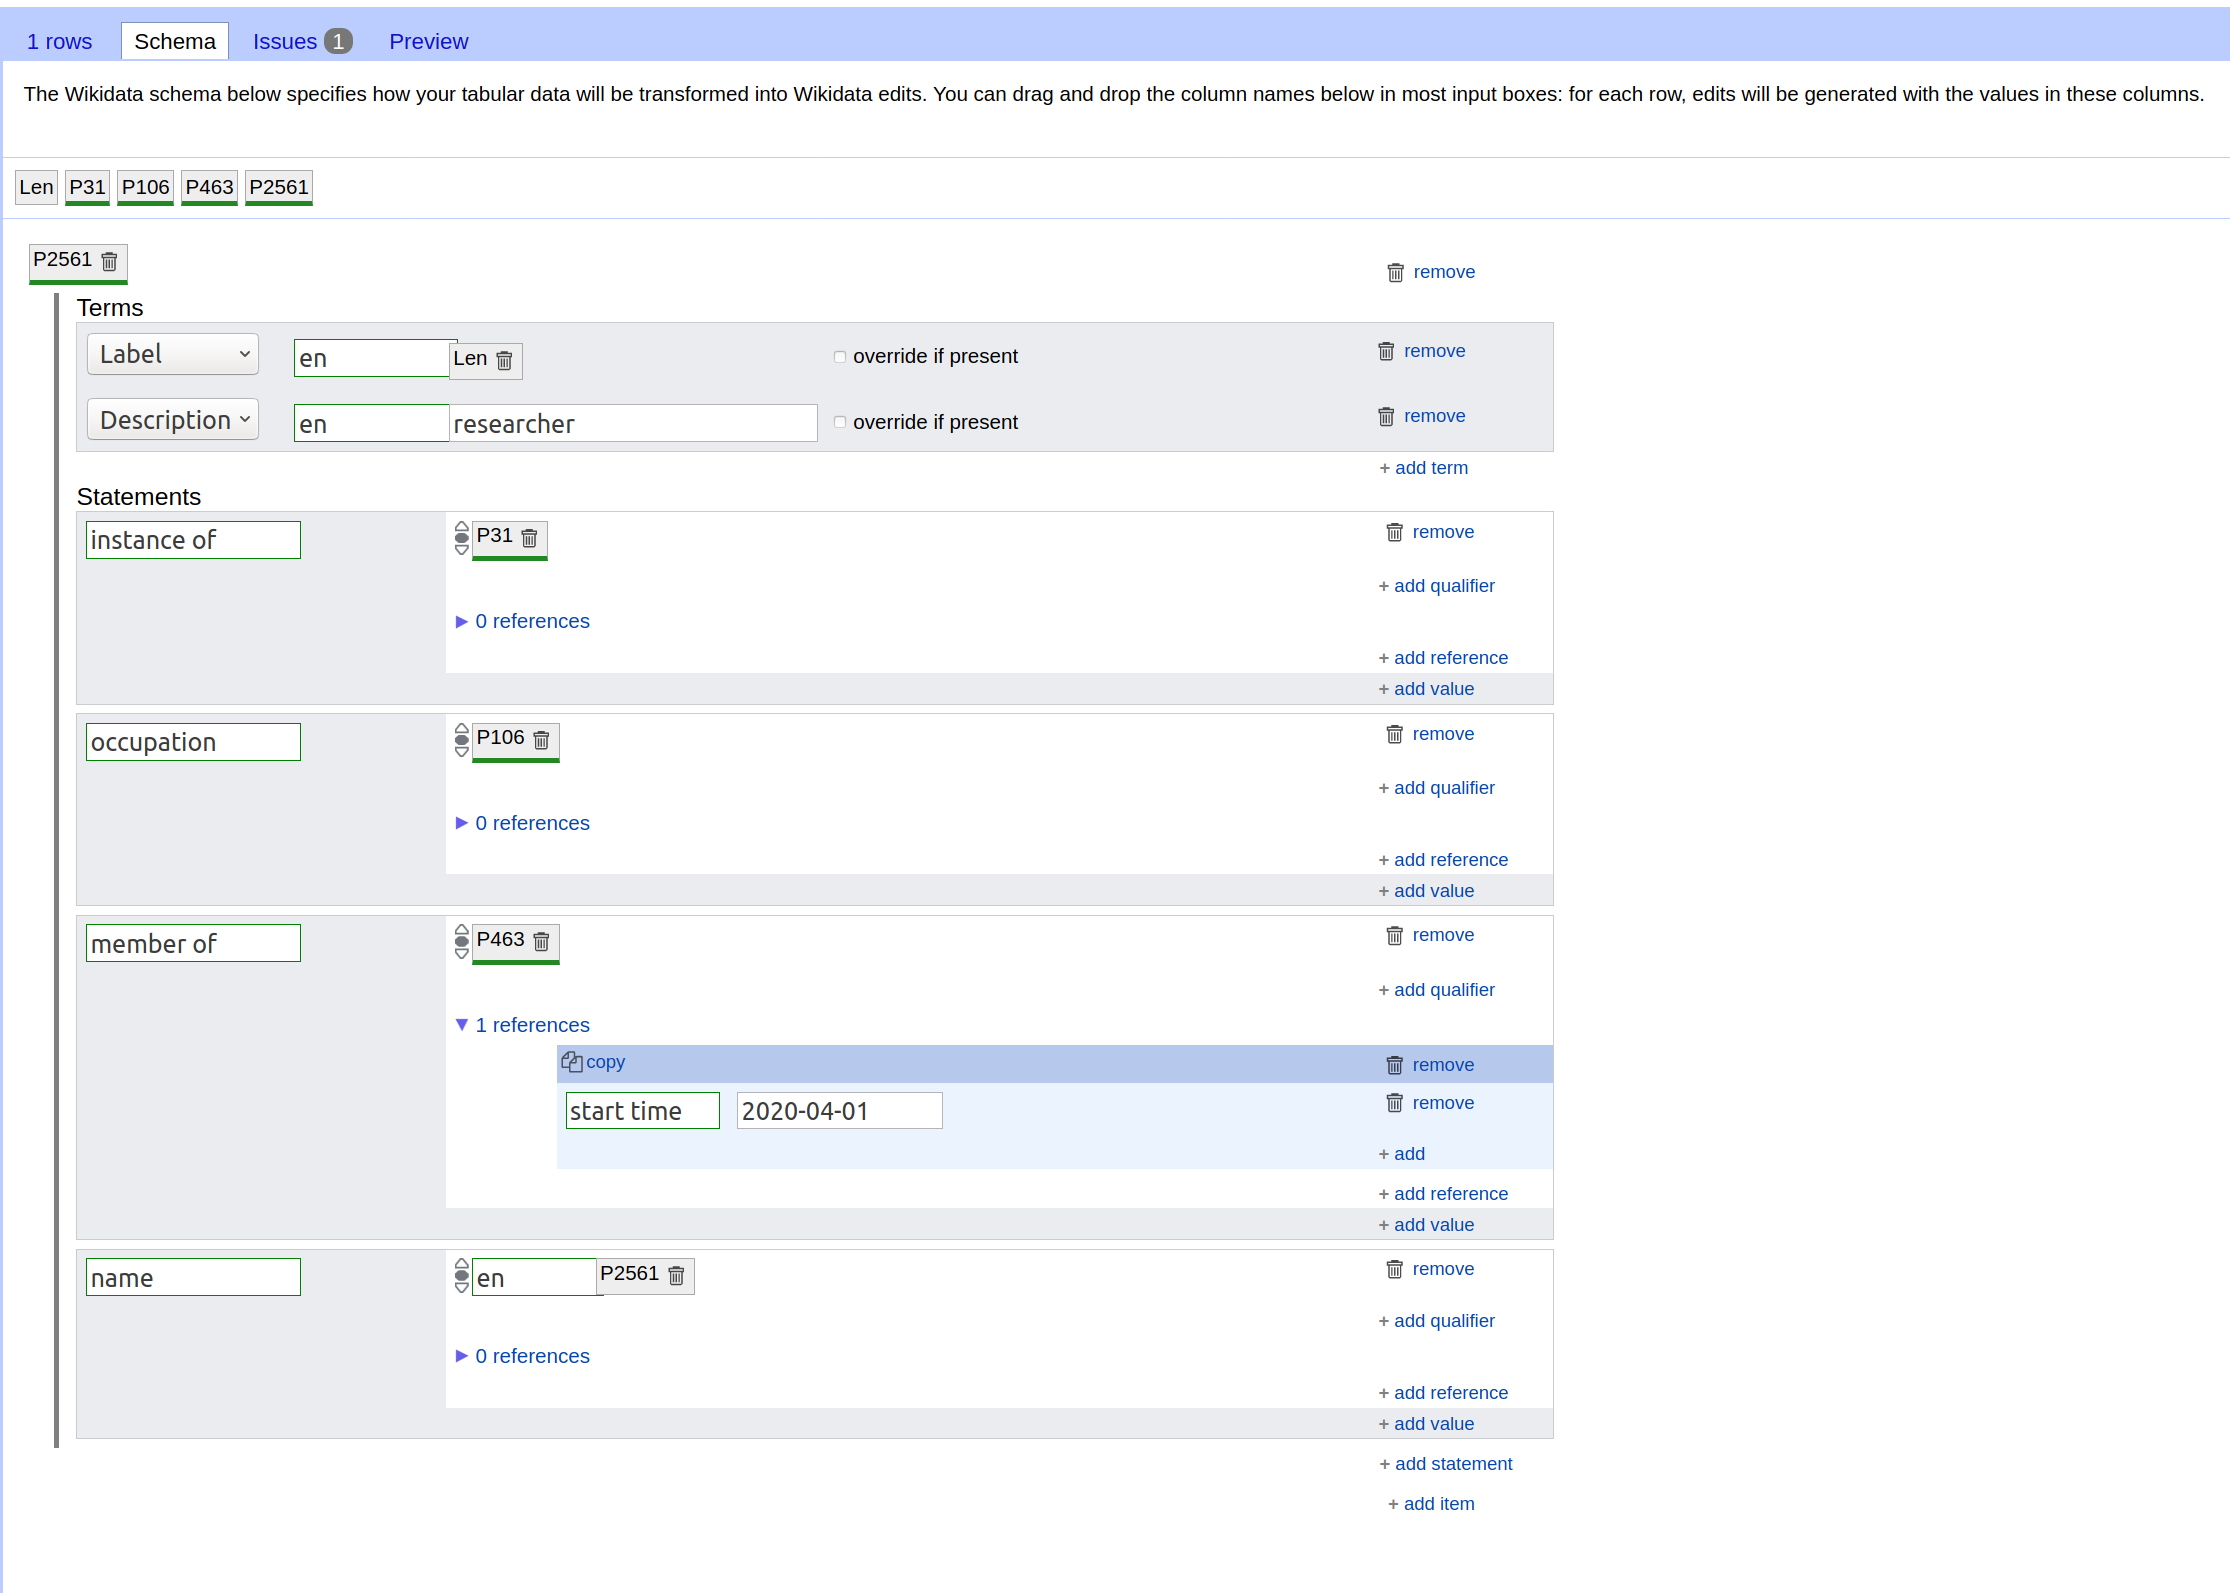 1 rows Schema Issues 1 Preview
The Wikidata schema below specifies how your tabular data will be transformed into Wikidata edits. You can drag and drop the column names below in most input boxes: for each row, edits will be generated with the values in these columns.
Len P31 P106 P463 P2561
P2561 remove
Terms
Label en Len override if present remove
Description en researcher override if present remove
+ add term
Statements
instance of P31 remove
+ add qualifier
0 references
+ add reference
+ add value
occupation P106 remove
+ add qualifier
0 references
+ add reference
+ add value
member of P463 remove
+ add qualifier
1 references
copy remove
start time 2020-04-01 remove
+ add
+ add reference
+ add value
name en P2561 remove
+ add qualifier
0 references
+ add reference
+ add value
+ add statement
+ add item